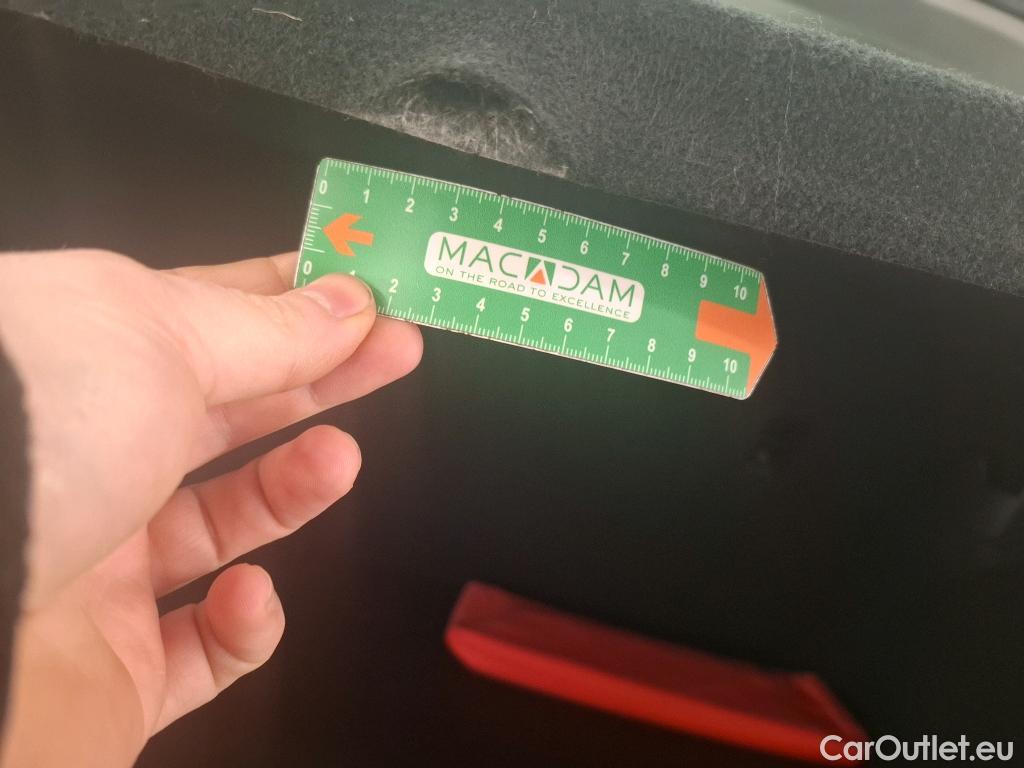 0 1 2 3 4 5 6 7 8 9 10
MACADAM
ON THE ROAD TO EXCELLENCE
0 1 2 3 4 5 6 7 8 9 10
CarOutlet.eu